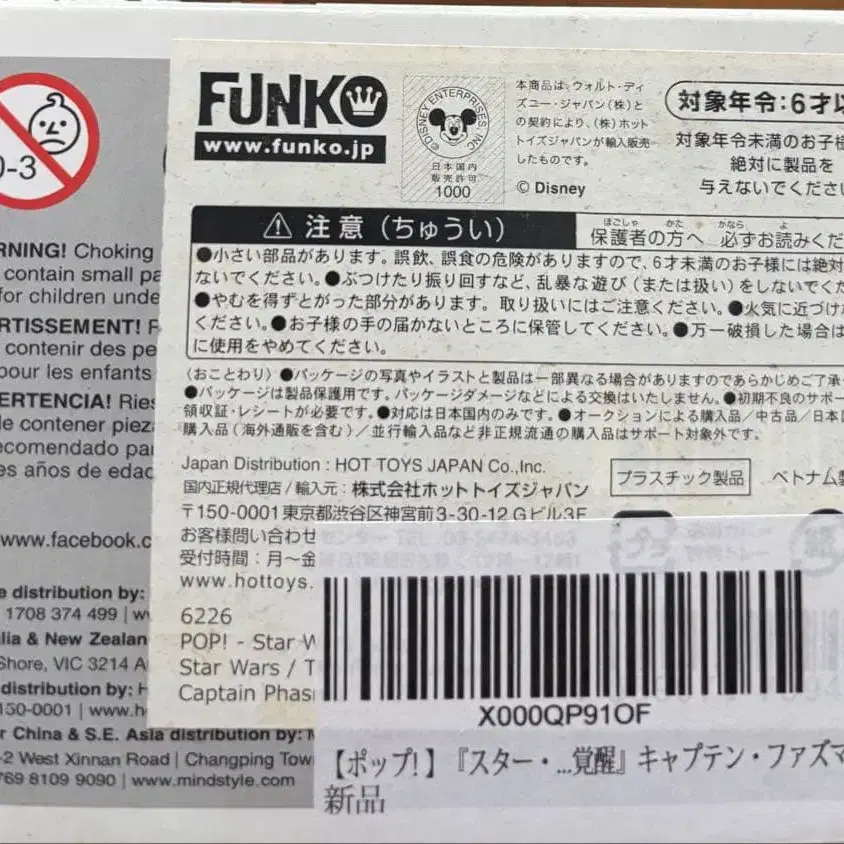 0-3
RNING! Choking
contain small pa
for children unde
ERTISSEMENT! R
contenir des pe
pour les enfants
ERTENCIA! Ries
de contener pieza
ecomendado par
es años de edad
www.facebook.c
e distribution by:
1708 374 499 | w
lia & New Zealan
Shore, VIC 3214 A
distribution by: H
150-0001 | www.h
r China & S.E. Asia distribution by: M
-2 West Xinnan Road | Changping Tow
769 8109 9090 | www.mindstyle.com
FUNKO
www.funko.jp
©DISNEY ENTERPRISES, INC.
日本国内
販売許可
1000
本商品は、ウォルト・ディ
ズニー・ジャパン(株)と
の契約により、(株)ホット
トイズジャパンが輸入販売
したものです。
© Disney
対象年令:6才以
対象年令未満のお子様
絶対に製品を
与えないでください
⚠ 注意(ちゅうい)
保護者の方へ 必ずお読みくだ
●小さい部品があります。誤飲、誤食の危険がありますので、6才未満のお子様には絶対
ないでください。●ぶつけたり振り回すなど、乱暴な遊び(または扱い)をしないでくだ
●やむを得ずとがった部分があります。取り扱いにはご注意ください。●火気に近づけな
ください。●お子様の手の届かないところに保管してください。●万一破損した場合は
に使用をやめてください。
〈おことわり〉●パッケージの写真やイラストと製品は一部異なる場合がありますのであらかじめご了承
●パッケージは製品保護用です。パッケージダメージなどによる交換はいたしません。●初期不良のサポー
領収証・レシートが必要です。●対応は日本国内のみです。●オークションによる購入品/中古品/日本国
購入品(海外通販を含む)/並行輸入品など非正規流通の購入品はサポート対象外です。
Japan Distribution : HOT TOYS JAPAN Co.,Inc.
国内正規代理店/輸入元:株式会社ホットトイズジャパン
〒150-0001 東京都渋谷区神宮前3-30-12 Gビル3F
お客様問い合わせセンター TEL 03-5474-3163
受付時間:月~金
www.hottoys.
プラスチック製品
ベトナム製
プラ
紙
6226
POP! - Star W
Star Wars / T
Captain Phas
X000QP91OF
【ポップ!】『スター・...覚醒』キャプテン・ファズマ
新品